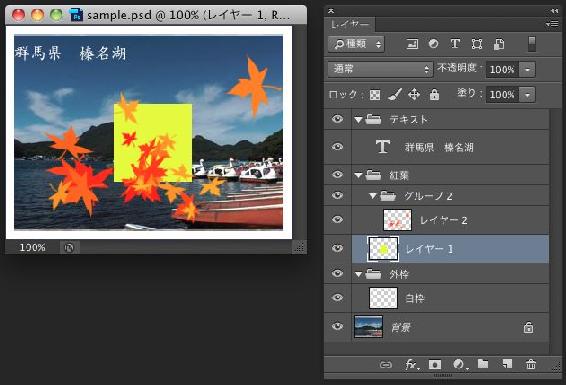 sample.psd @ 100% (レイヤー 1, R...
群馬県 榛名湖
100%
レイヤー
種類
通常
不透明度: 100%
ロック:
塗り: 100%
テキスト
T 群馬県 榛名湖
紅葉
グループ 2
レイヤー 2
レイヤー 1
外枠
白枠
背景
fx